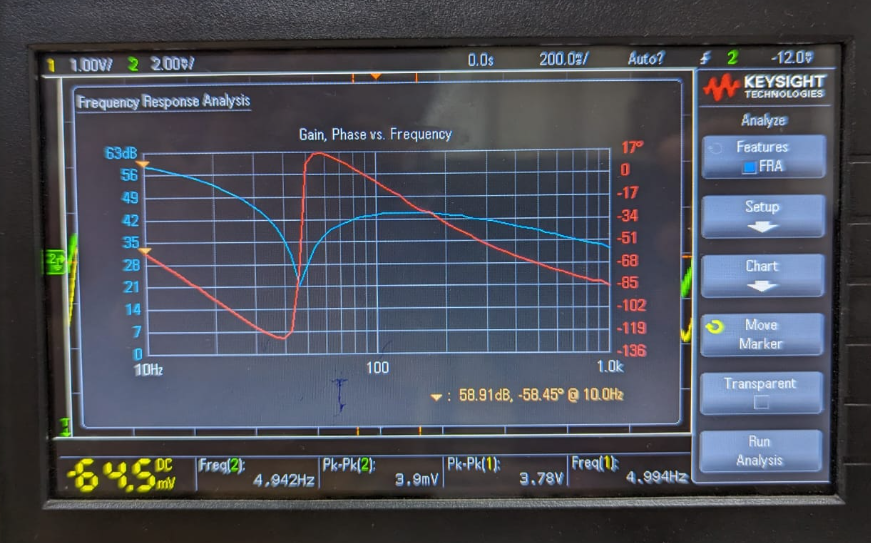 1 1.00V/ 2 2.00V/ 0.0s 200.0s/ Auto? 2 -12.0V
KEYSIGHT
TECHNOLOGIES
Frequency Response Analysis
Analyze
Gain, Phase vs. Frequency
Features
FRA
63dB
56
49
42
35
28
21
14
7
0
17°
0
-17
-34
-51
-68
-85
-102
-119
-136
10Hz 100 1.0k
Setup
Chart
Move
Marker
Transparent
Run
Analysis
: 58.91dB, -58.45° @ 10.0Hz
-64.5 DC mV
Freq(2):
4.942Hz
Pk-Pk(2):
3.9mV
Pk-Pk(1):
3.78V
Freq(1):
4.994Hz